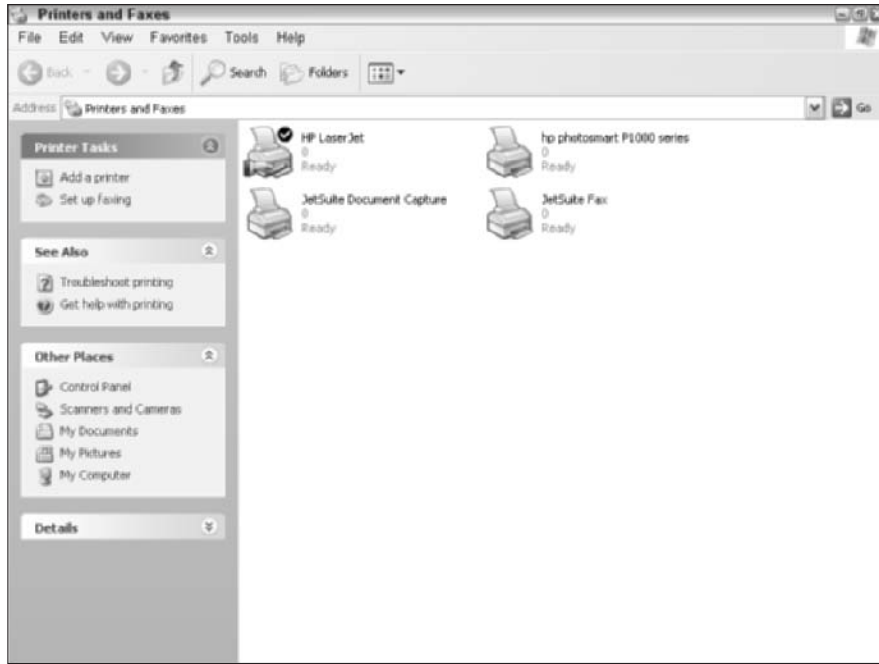 Printers and Faxes
File Edit View Favorites Tools Help
Back Search Folders
Address Printers and Faxes Go
Printer Tasks
Add a printer
Set up faxing
See Also
Troubleshoot printing
Get help with printing
Other Places
Control Panel
Scanners and Cameras
My Documents
My Pictures
My Computer
Details
HP LaserJet
0
Ready
hp photosmart P1000 series
0
Ready
JetSuite Document Capture
0
Ready
JetSuite Fax
0
Ready